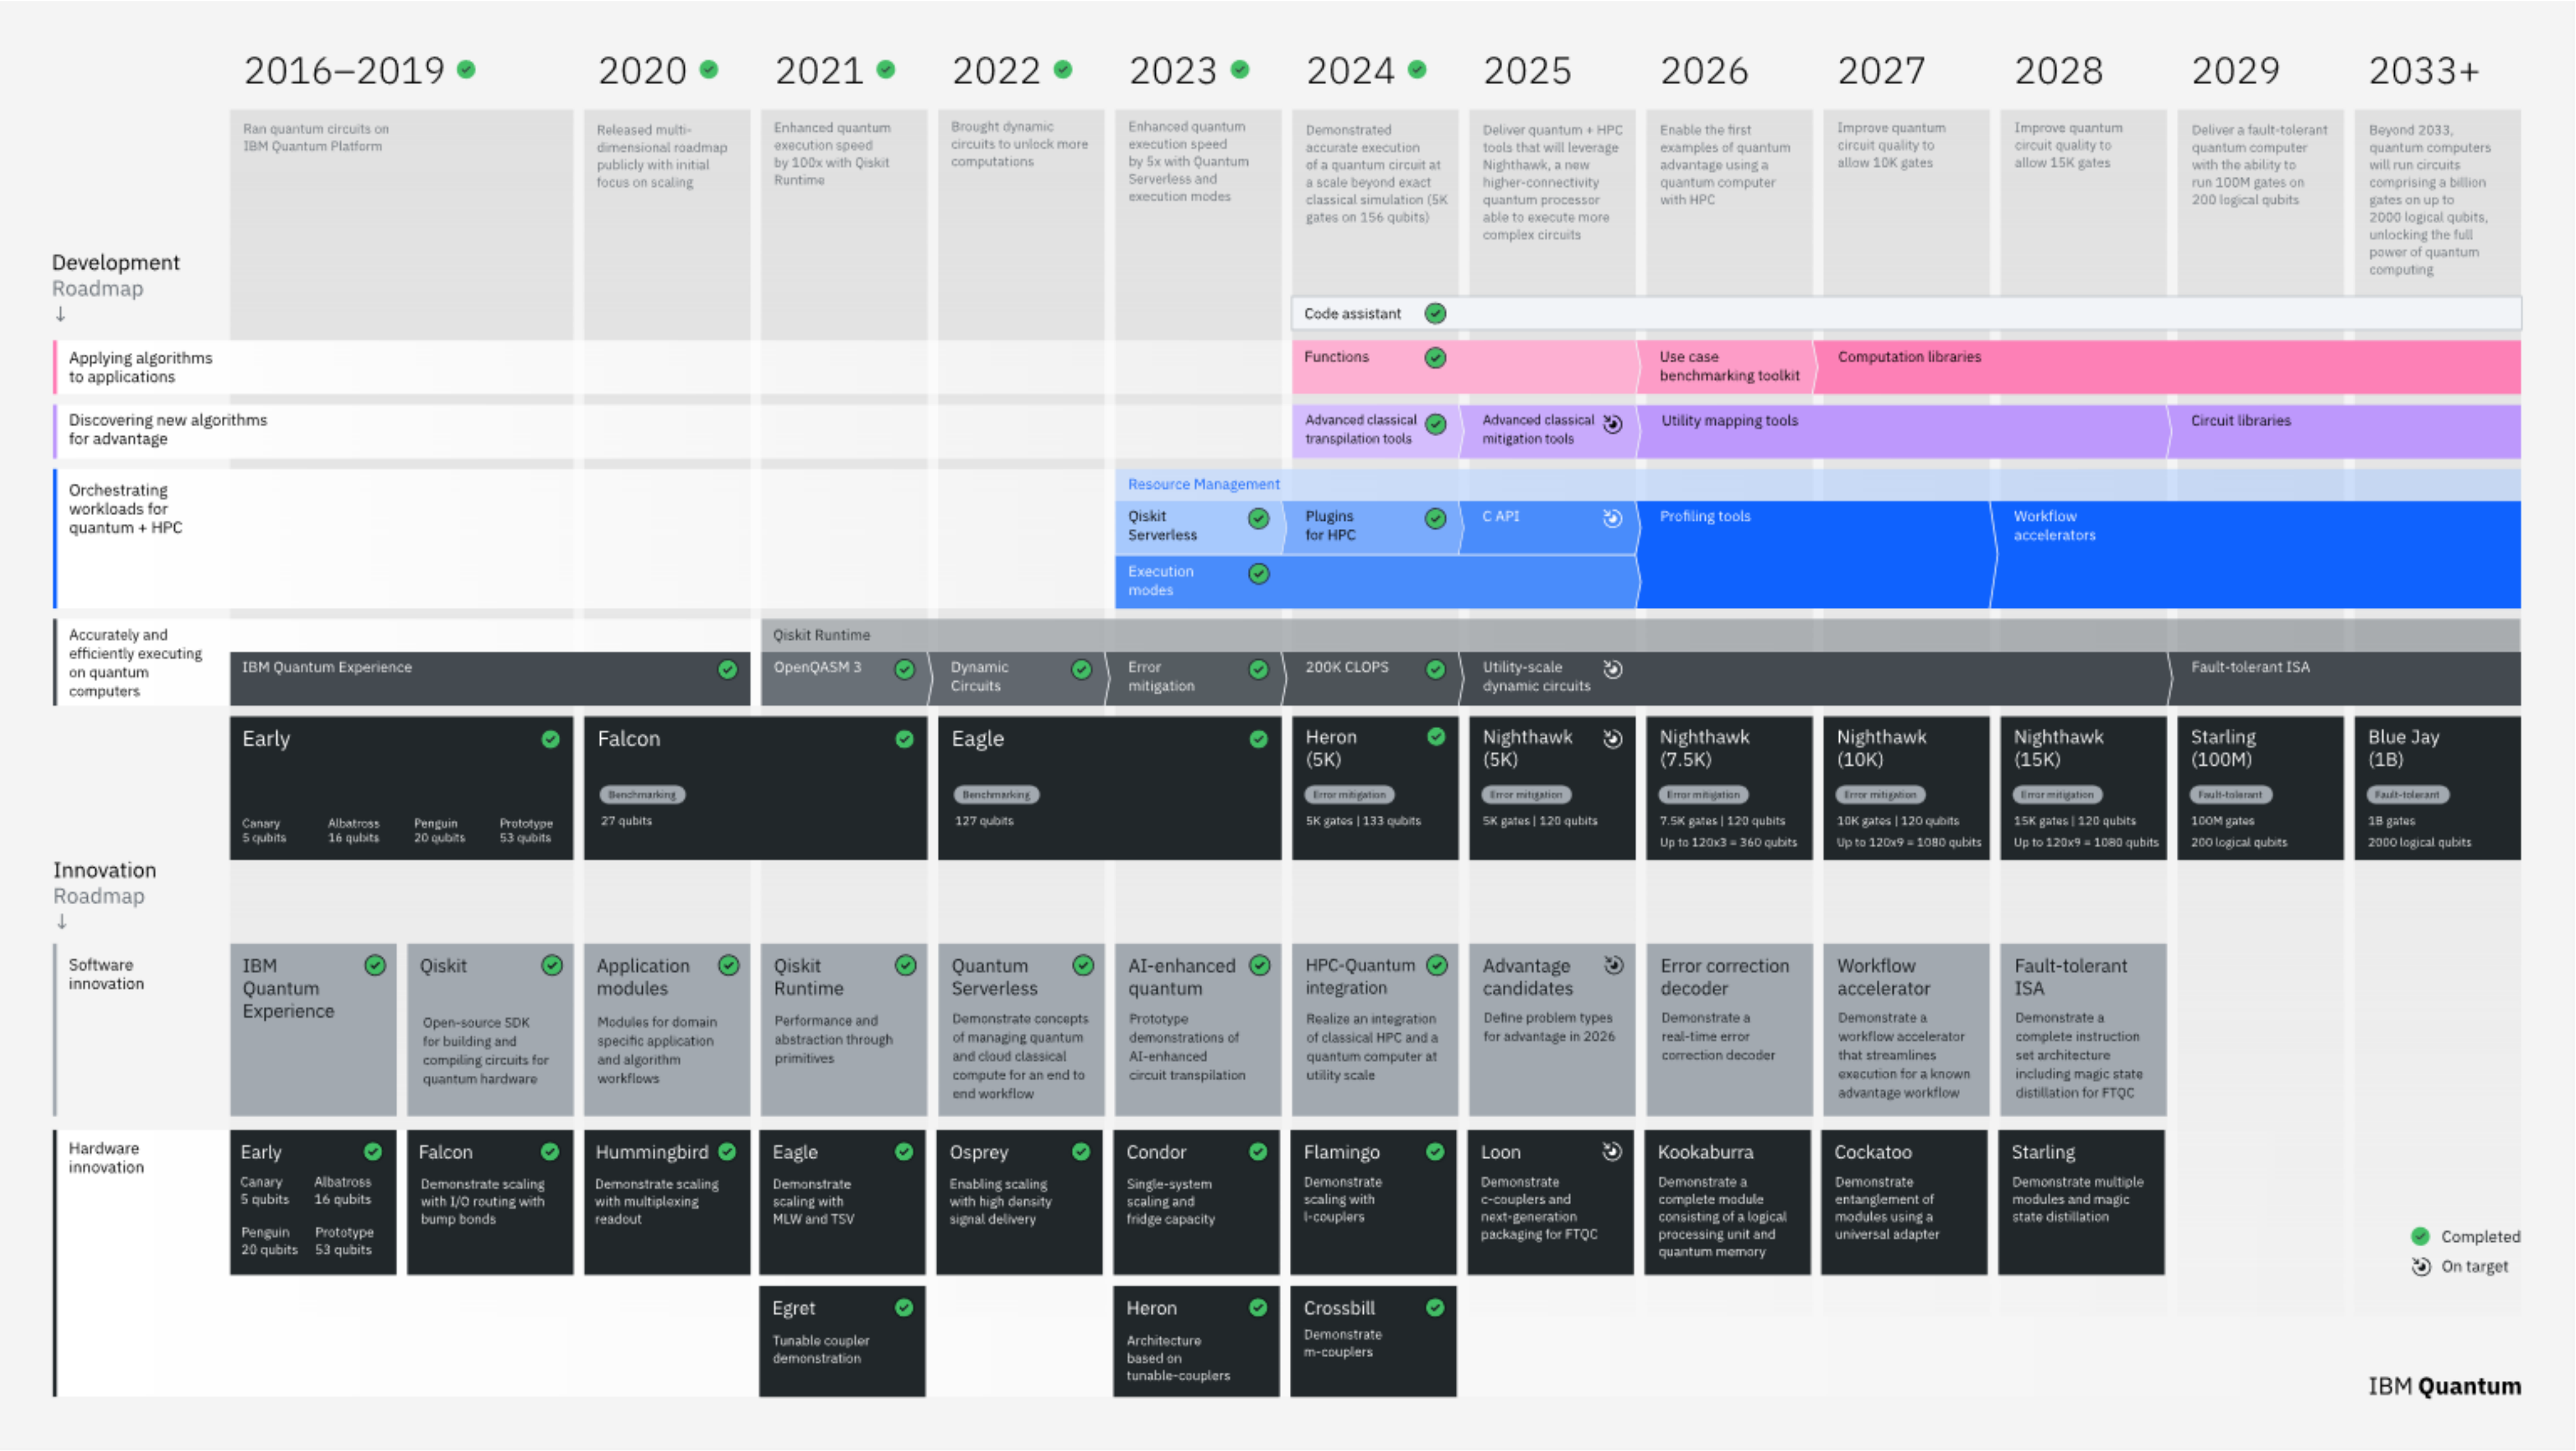 2016–2019
2020
2021
2022
2023
2024
2025
2026
2027
2028
2029
2033+
Ran quantum circuits on
IBM Quantum Platform
Released multi-
dimensional roadmap
publicly with initial
focus on scaling
Enhanced quantum
execution speed
by 100x with Qiskit
Runtime
Brought dynamic
circuits to unlock more
computations
Enhanced quantum
execution speed
by 5x with Quantum
Serverless and
execution modes
Demonstrated
accurate execution
of a quantum circuit at
a scale beyond exact
classical simulation (5K
gates on 156 qubits)
Deliver quantum + HPC
tools that will leverage
Nighthawk, a new
higher-connectivity
quantum processor
able to execute more
complex circuits
Enable the first
examples of quantum
advantage using a
quantum computer
with HPC
Improve quantum
circuit quality to
allow 10K gates
Improve quantum
circuit quality to
allow 15K gates
Deliver a fault-tolerant
quantum computer
with the ability to
run 100M gates on
200 logical qubits
Beyond 2033,
quantum computers
will run circuits
comprising a billion
gates on up to
2000 logical qubits,
unlocking the full
power of quantum
computing
Development
Roadmap
↓
Code assistant
Applying algorithms
to applications
Functions
Use case
benchmarking toolkit
Computation libraries
Discovering new algorithms
for advantage
Advanced classical
transpilation tools
Advanced classical
mitigation tools
Utility mapping tools
Circuit libraries
Orchestrating
workloads for
quantum + HPC
Resource Management
Qiskit
Serverless
Plugins
for HPC
C API
Profiling tools
Workflow
accelerators
Execution
modes
Accurately and
efficiently executing
on quantum
computers
Qiskit Runtime
IBM Quantum Experience
OpenQASM 3
Dynamic
Circuits
Error
mitigation
200K CLOPS
Utility-scale
dynamic circuits
Fault-tolerant ISA
Early
Canary
5 qubits
Albatross
16 qubits
Penguin
20 qubits
Prototype
53 qubits
Falcon
Benchmarking
27 qubits
Eagle
Benchmarking
127 qubits
Heron
(5K)
Error mitigation
5K gates | 133 qubits
Nighthawk
(5K)
Error mitigation
5K gates | 120 qubits
Nighthawk
(7.5K)
Error mitigation
7.5K gates | 120 qubits
Up to 120x3 = 360 qubits
Nighthawk
(10K)
Error mitigation
10K gates | 120 qubits
Up to 120x9 = 1080 qubits
Nighthawk
(15K)
Error mitigation
15K gates | 120 qubits
Up to 120x9 = 1080 qubits
Starling
(100M)
Fault-tolerant
100M gates
200 logical qubits
Blue Jay
(1B)
Fault-tolerant
1B gates
2000 logical qubits
Innovation
Roadmap
↓
Software
innovation
IBM
Quantum
Experience
Qiskit
Open-source SDK
for building and
compiling circuits for
quantum hardware
Application
modules
Modules for domain
specific application
and algorithm
workflows
Qiskit
Runtime
Performance and
abstraction through
primitives
Quantum
Serverless
Demonstrate concepts
of managing quantum
and cloud classical
compute for an end to
end workflow
AI-enhanced
quantum
Prototype
demonstrations of
AI-enhanced
circuit transpilation
HPC-Quantum
integration
Realize an integration
of classical HPC and a
quantum computer at
utility scale
Advantage
candidates
Define problem types
for advantage in 2026
Error correction
decoder
Demonstrate a
real-time error
correction decoder
Workflow
accelerator
Demonstrate a
workflow accelerator
that streamlines
execution for a known
advantage workflow
Fault-tolerant
ISA
Demonstrate a
complete instruction
set architecture
including magic state
distillation for FTQC
Hardware
innovation
Early
Canary
5 qubits
Albatross
16 qubits
Penguin
20 qubits
Prototype
53 qubits
Falcon
Demonstrate scaling
with I/O routing with
bump bonds
Hummingbird
Demonstrate scaling
with multiplexing
readout
Eagle
Demonstrate
scaling with
MLW and TSV
Osprey
Enabling scaling
with high density
signal delivery
Condor
Single-system
scaling and
fridge capacity
Flamingo
Demonstrate
scaling with
l-couplers
Loon
Demonstrate
c-couplers and
next-generation
packaging for FTQC
Kookaburra
Demonstrate a
complete module
consisting of a logical
processing unit and
quantum memory
Cockatoo
Demonstrate
entanglement of
modules using a
universal adapter
Starling
Demonstrate multiple
modules and magic
state distillation
Egret
Tunable coupler
demonstration
Heron
Architecture
based on
tunable-couplers
Crossbill
Demonstrate
m-couplers
Completed
On target
IBM Quantum